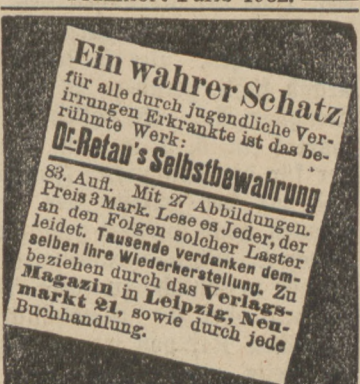 Ein wahrer Schatz
für alle durch jugendliche Ver-
irrungen Erkrankte ist das be-
rühmte Werk:
Dr. Retau's Selbstbewahrung
83. Aufl. Mit 27 Abbildungen.
Preis 3 Mark. Lese es Jeder, der
an den Folgen solcher Laster
leidet. Tausende verdanken dem-
selben ihre Wiederherstellung. Zu
beziehen durch das Verlags-
Magazin in Leipzig, Neu-
markt 21, sowie durch jede
Buchhandlung.